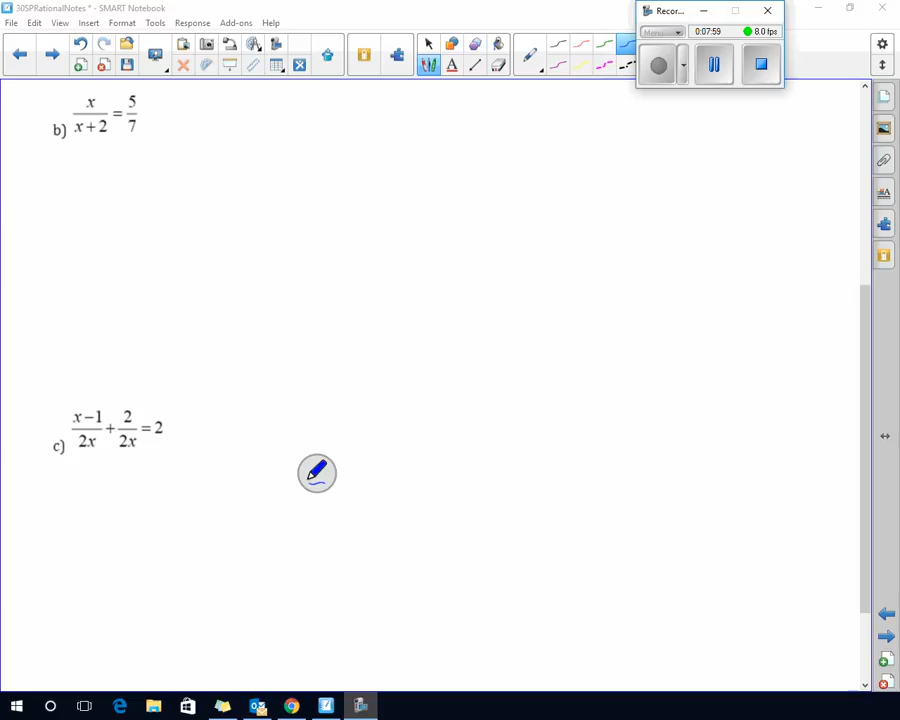 30SPRationalNotes * - SMART Notebook
File Edit View Insert Format Tools Response Add-ons Help
Recor...
Menu
0:07:59
8.0 fps
b) x/(x+2) = 5/7
c) (x−1)/2x + 2/2x = 2